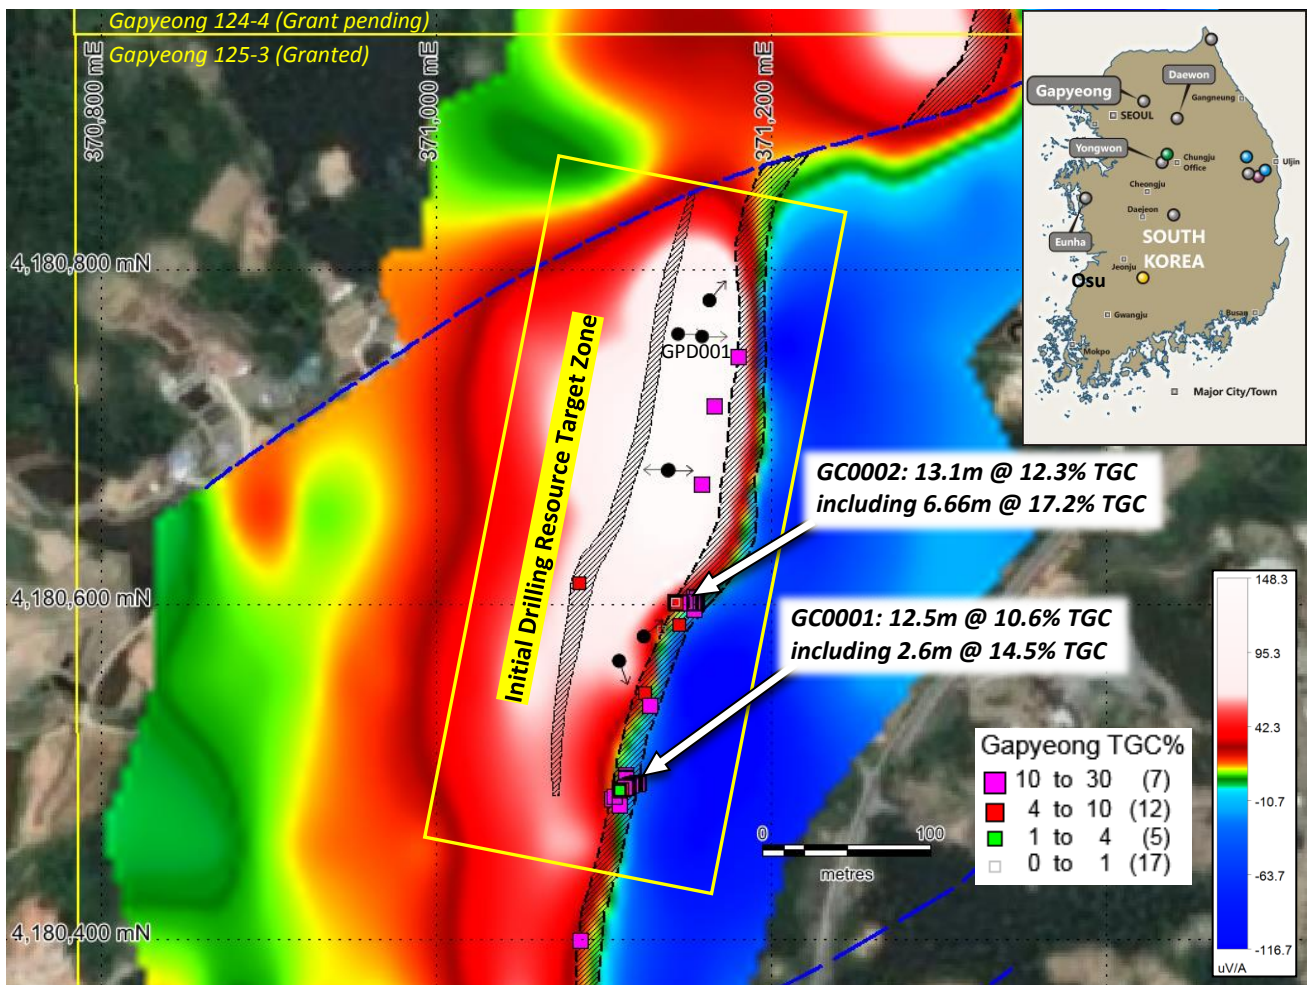 Gapyeong 124-4 (Grant pending)
Gapyeong 125-3 (Granted)
370,800 mE
371,000 mE
371,200 mE
4,180,800 mN
4,180,600 mN
4,180,400 mN
Initial Drilling Resource Target Zone
GPD001
GC0002: 13.1m @ 12.3% TGC
including 6.66m @ 17.2% TGC
GC0001: 12.5m @ 10.6% TGC
including 2.6m @ 14.5% TGC
0 100
metres
Gapyeong TGC%
10 to 30 (7)
4 to 10 (12)
1 to 4 (5)
0 to 1 (17)
148.3
95.3
42.3
-10.7
-63.7
-116.7
uV/A
Gapyeong
Daewon
Gangneung
SEOUL
Yongwon
Chungju
Office
Uljin
Cheongju
Daejeon
Eunha
SOUTH
KOREA
Jeonju
Osu
Gwangju
Busan
Mokpo
Major City/Town